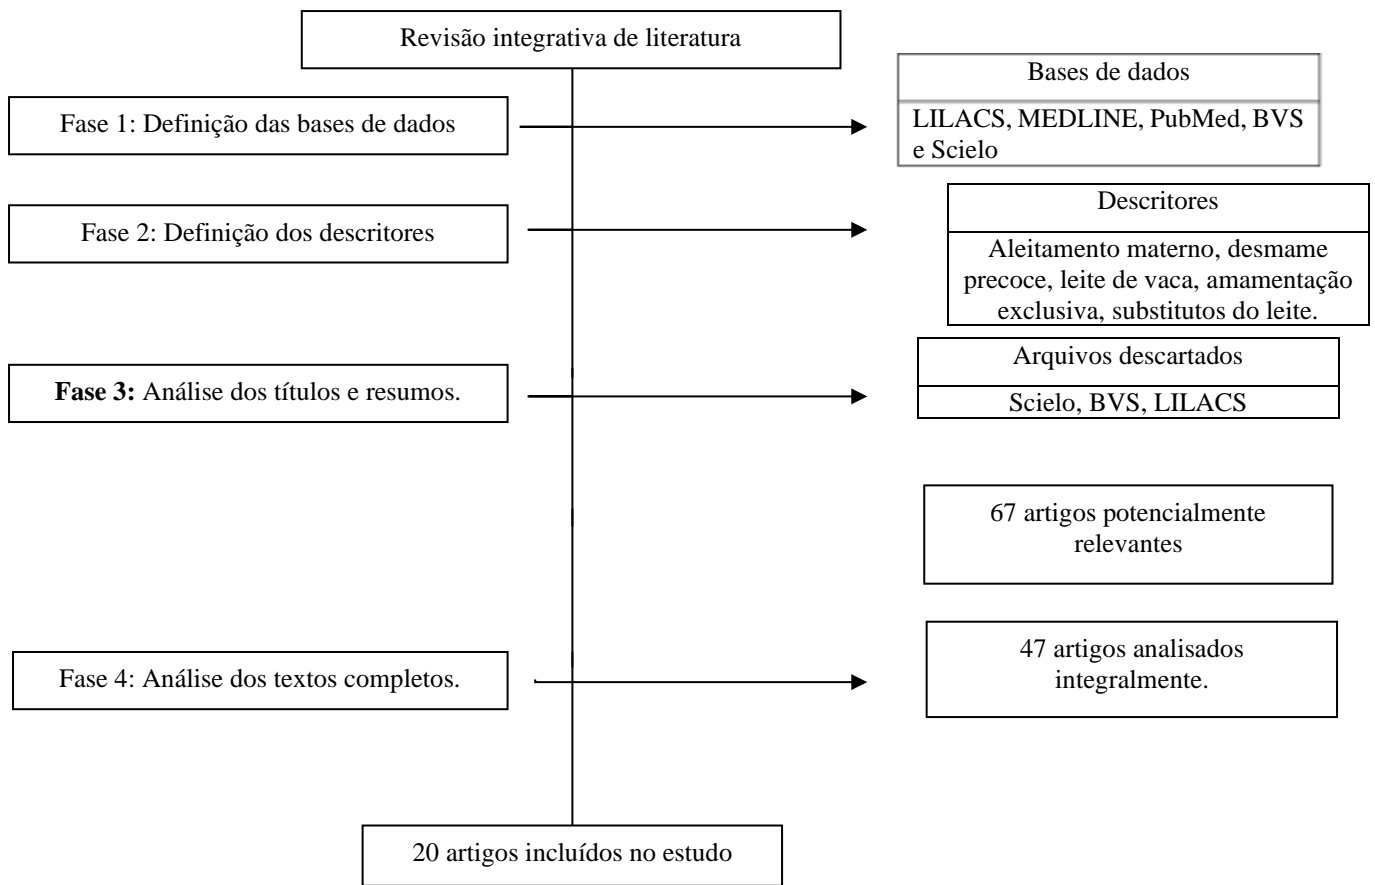 Revisão integrativa de literatura
Bases de dados
Fase 1: Definição das bases de dados
LILACS, MEDLINE, PubMed, BVS
e Scielo
Descritores
Fase 2: Definição dos descritores
Aleitamento materno, desmame
precoce, leite de vaca, amamentação
exclusiva, substitutos do leite.
Arquivos descartados
Fase 3: Análise dos títulos e resumos.
Scielo, BVS, LILACS
67 artigos potencialmente
relevantes
Fase 4: Análise dos textos completos.
47 artigos analisados
integralmente.
20 artigos incluídos no estudo